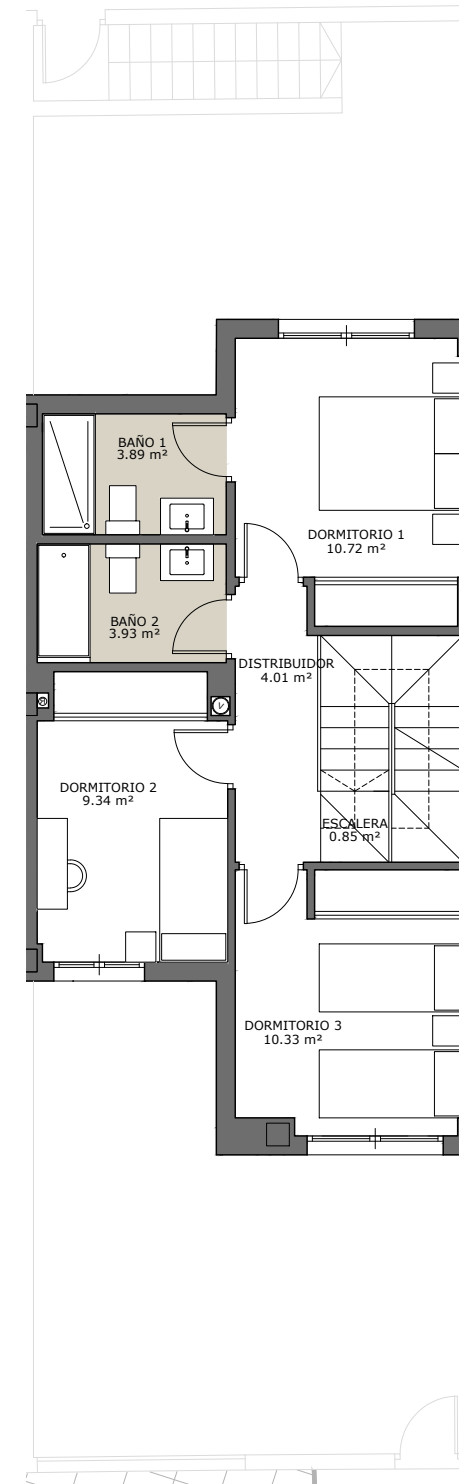 BAÑO 1
3.89 m²
DORMITORIO 1
10.72 m²
BAÑO 2
3.93 m²
DISTRIBUIDOR
4.01 m²
V
DORMITORIO 2
9.34 m²
ESCALERA
0.85 m²
DORMITORIO 3
10.33 m²